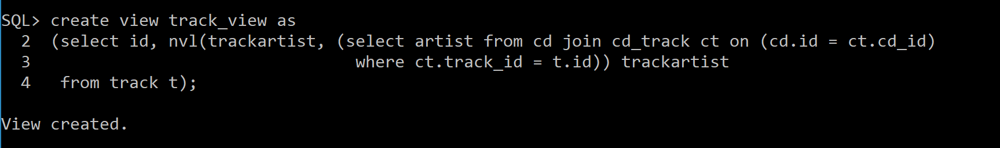 SQL> create view track_view as
  2  (select id, nvl(trackartist, (select artist from cd join cd_track ct on (cd.id = ct.cd_id)
  3                                 where ct.track_id = t.id)) trackartist
  4   from track t);
View created.